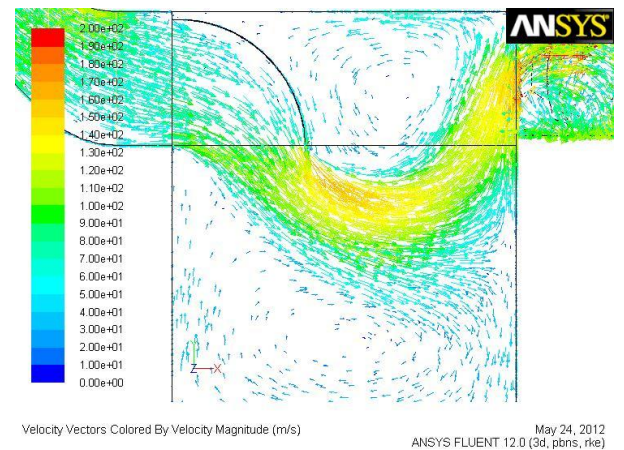 ANSYS
2.00e+02
1.90e+02
1.80e+02
1.70e+02
1.60e+02
1.50e+02
1.40e+02
1.30e+02
1.20e+02
1.10e+02
1.00e+02
9.00e+01
8.00e+01
7.00e+01
6.00e+01
5.00e+01
4.00e+01
3.00e+01
2.00e+01
1.00e+01
0.00e+00
Y
Z X
Velocity Vectors Colored By Velocity Magnitude (m/s)
May 24, 2012
ANSYS FLUENT 12.0 (3d, pbns, rke)